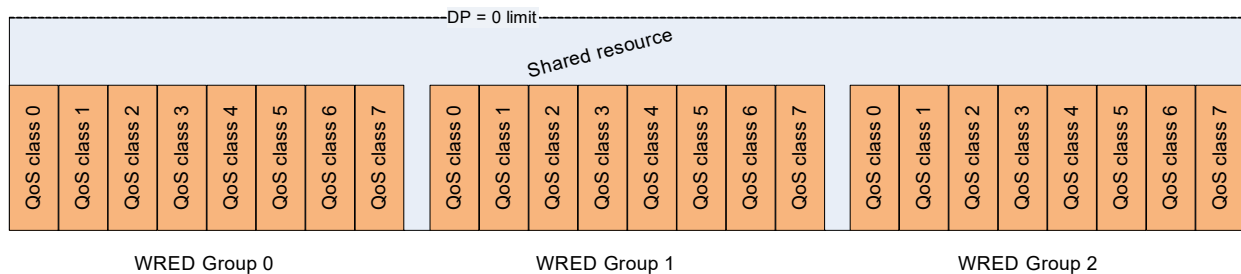 DP = 0 limit
Shared resource
QoS class 0
QoS class 1
QoS class 2
QoS class 3
QoS class 4
QoS class 5
QoS class 6
QoS class 7
QoS class 0
QoS class 1
QoS class 2
QoS class 3
QoS class 4
QoS class 5
QoS class 6
QoS class 7
QoS class 0
QoS class 1
QoS class 2
QoS class 3
QoS class 4
QoS class 5
QoS class 6
QoS class 7
WRED Group 0
WRED Group 1
WRED Group 2